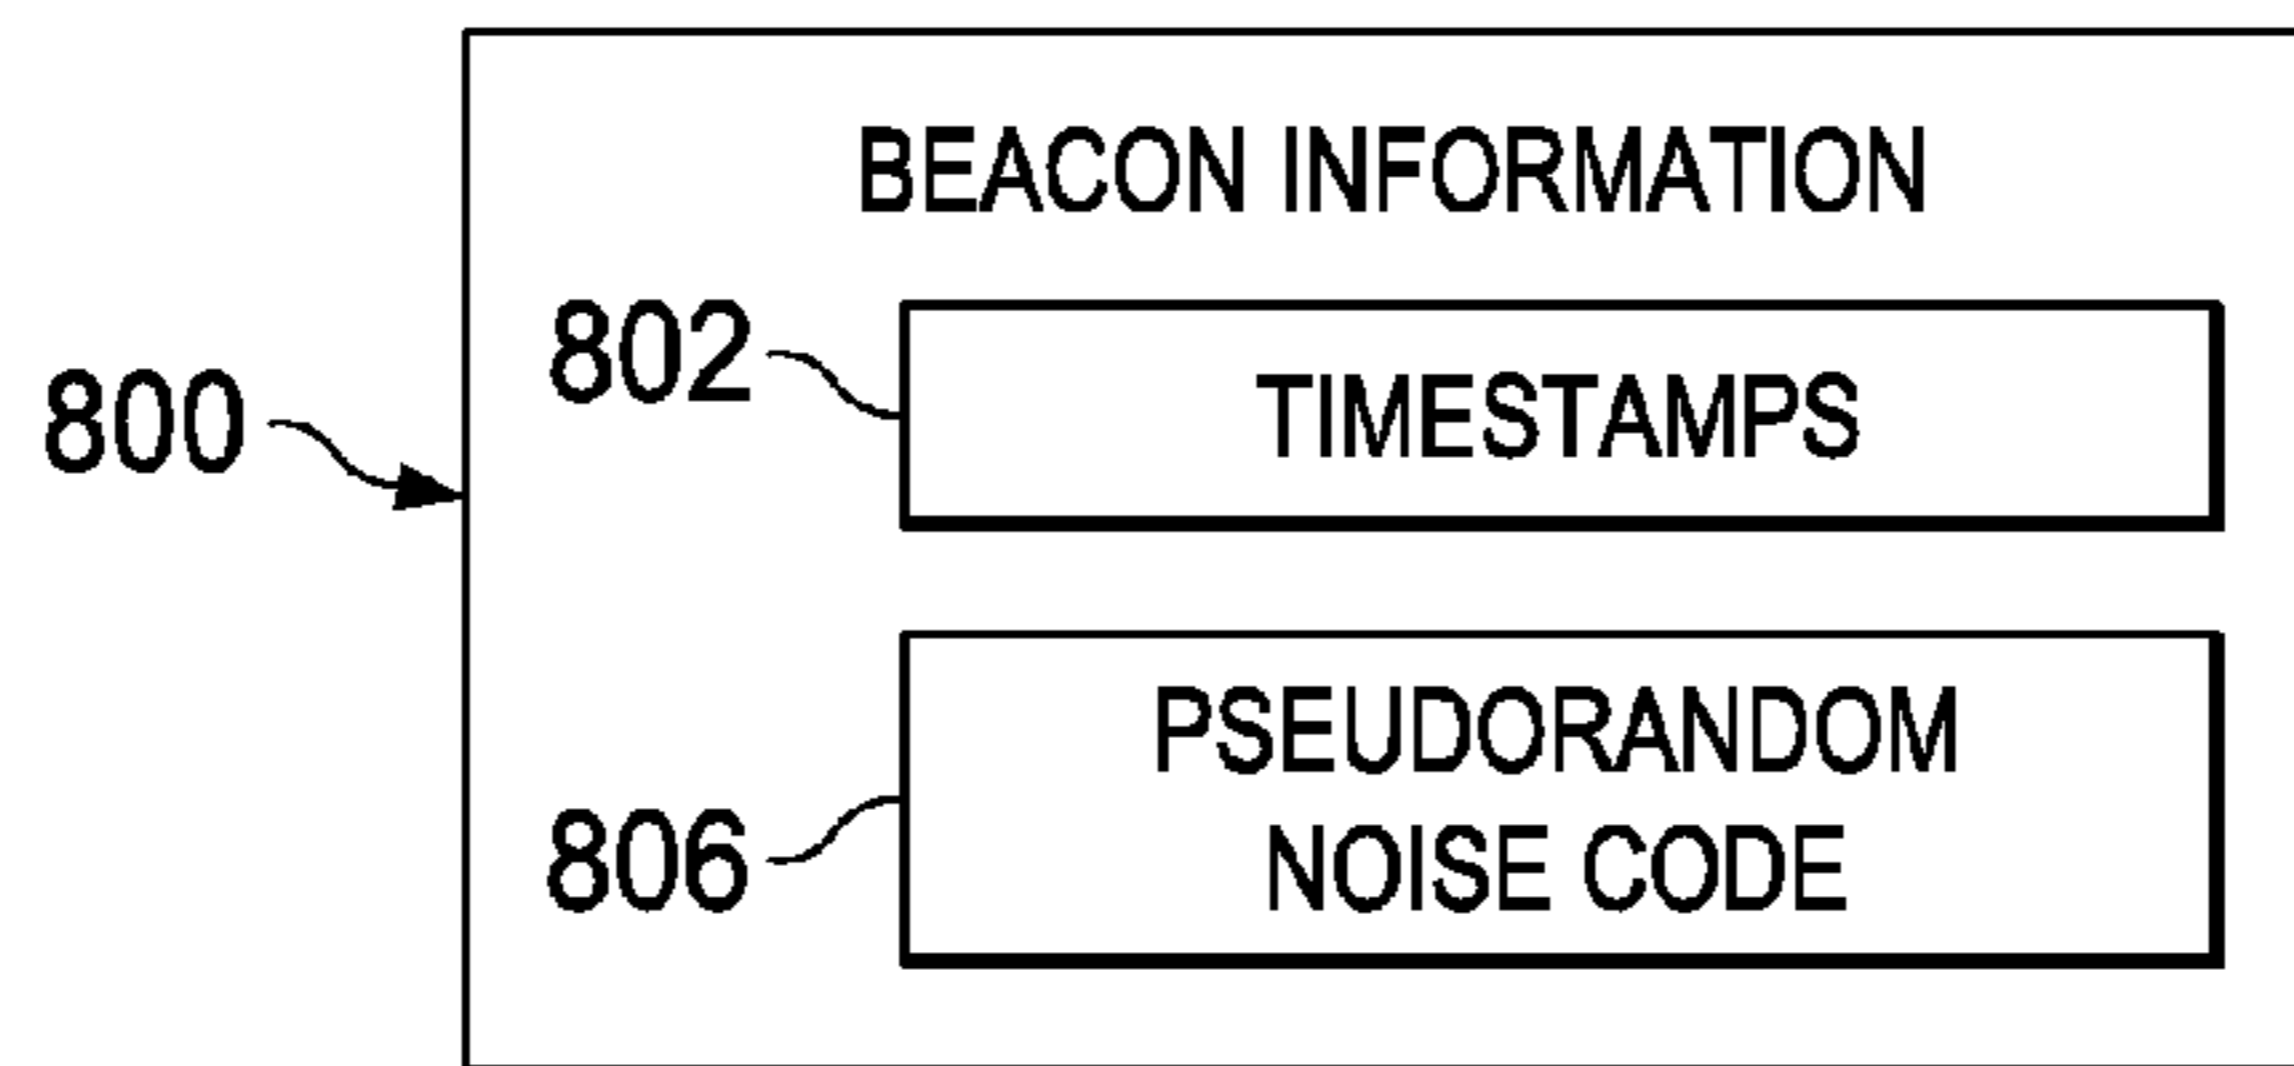 BEACON INFORMATION
802
TIMESTAMPS
800
PSEUDORANDOM
NOISE CODE
806